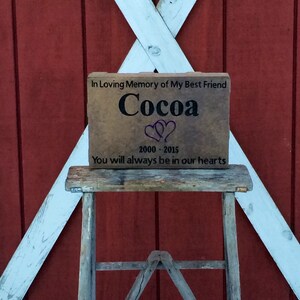 In Loving Memory of My Best Friend
Cocoa
2000 - 2015
You will always be in our hearts